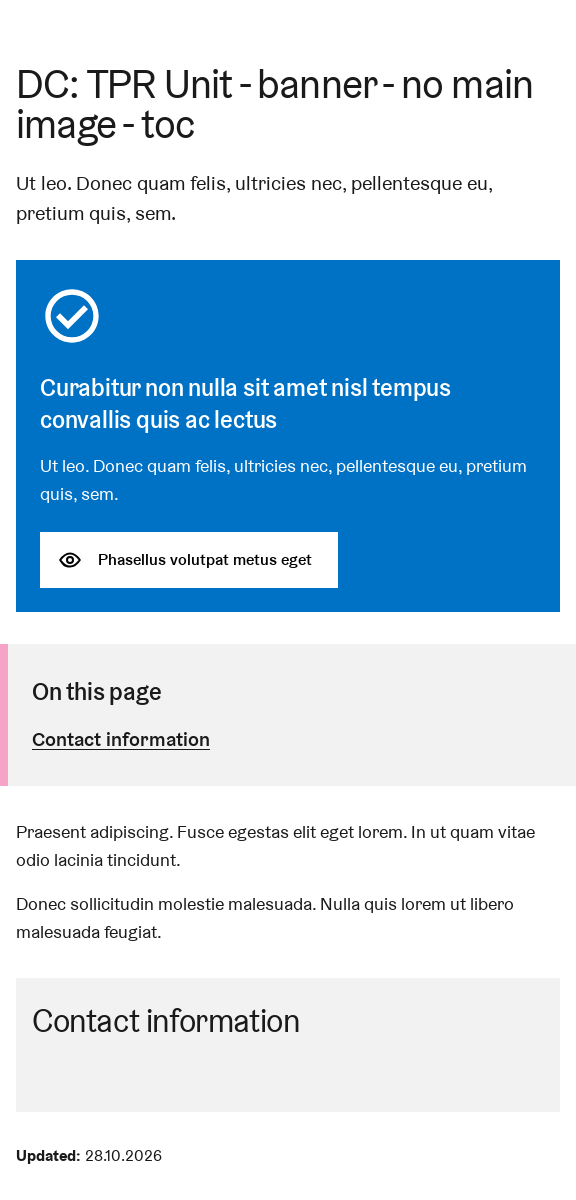 DC: TPR Unit - banner - no main
image - toc
Ut leo. Donec quam felis, ultricies nec, pellentesque eu,
pretium quis, sem.
Curabitur non nulla sit amet nisl tempus
convallis quis ac lectus
Ut leo. Donec quam felis, ultricies nec, pellentesque eu, pretium
quis, sem.
Phasellus volutpat metus eget
On this page
Contact information
Praesent adipiscing. Fusce egestas elit eget lorem. In ut quam vitae
odio lacinia tincidunt.
Donec sollicitudin molestie malesuada. Nulla quis lorem ut libero
malesuada feugiat.
Contact information
Updated: 28.10.2026